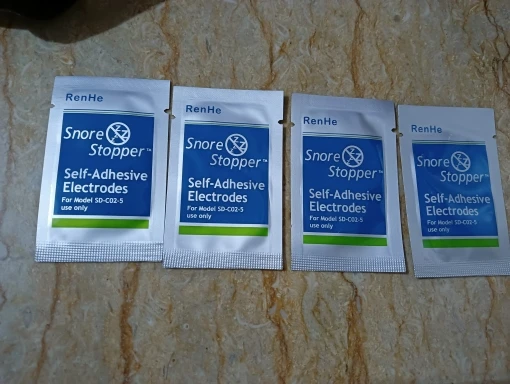 RenHe
Snore
Stopper™
Self-Adhesive
Electrodes
For Model SD-C02-5
use only
RenHe
Snore
Stopper™
Self-Adhesive
Electrodes
For Model SD-C02-5
use only
RenHe
Snore
Stopper™
Self-Adhesive
Electrodes
For Model SD-C02-5
use only
RenHe
Snore
Stopper™
Self-Adhesive
Electrodes
For Model SD-C02-5
use only